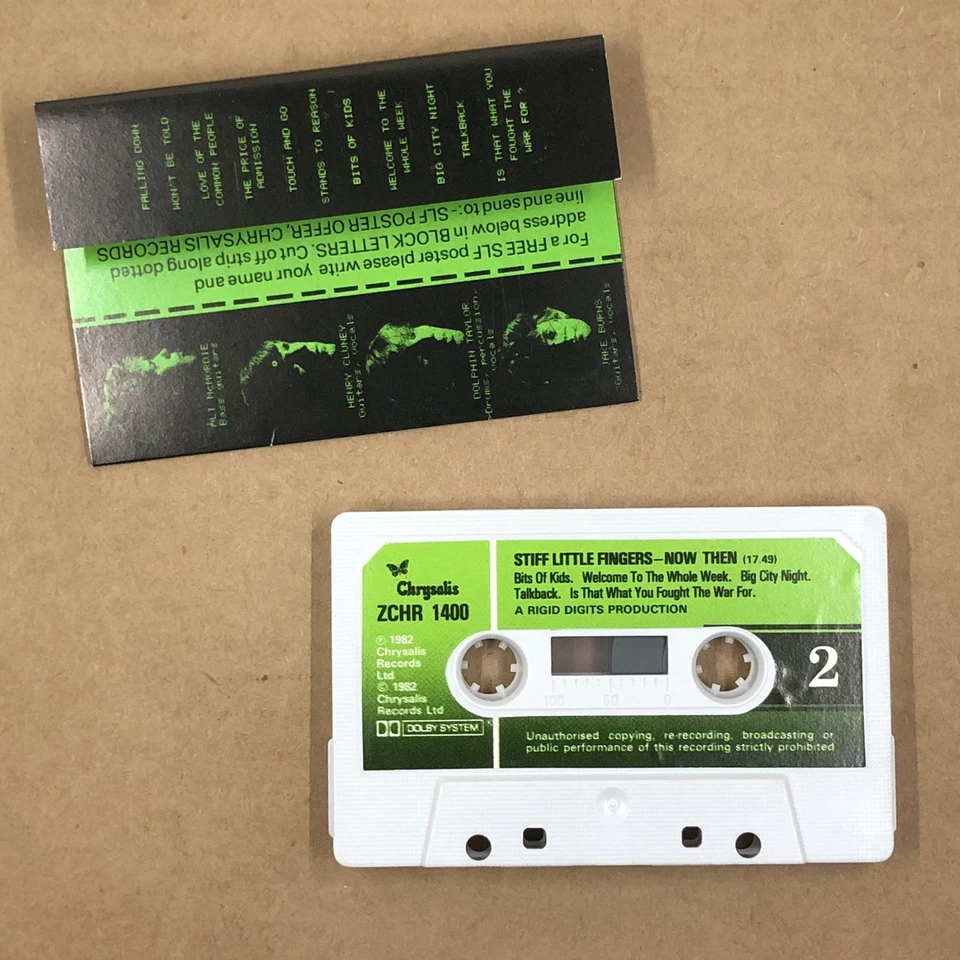 FALLING DOWN
WON'T BE TOLD
LOVE OF THE
COMMON PEOPLE
THE PRICE OF
ADMISSION
TOUCH AND GO
STANDS TO REASON
BITS OF KIDS
WELCOME TO THE
WHOLE WEEK
BIG CITY NIGHT
TALKBACK
IS THAT WHAT YOU
FOUGHT THE
WAR FOR ?
For a FREE SLF poster please write your name and
address below in BLOCK LETTERS. Cut off strip along dotted
line and send to:- SLF POSTER OFFER, CHRYSALIS RECORDS
ALI McMORDIE
Bass guitars
HENRY CLUNEY
Guitars, vocals
DOLPHIN TAYLOR
Drums, percussion,
vocals
JAKE BURNS
Guitars vocals
Chrysalis
ZCHR 1400
℗ 1982
Chrysalis
Records
Ltd
© 1982
Chrysalis
Records Ltd
DOLBY SYSTEM
STIFF LITTLE FINGERS–NOW THEN (17.49)
Bits Of Kids. Welcome To The Whole Week. Big City Night.
Talkback. Is That What You Fought The War For.
A RIGID DIGITS PRODUCTION
2
100 50 0
Unauthorised copying, re-recording, broadcasting or
public performance of this recording strictly prohibited